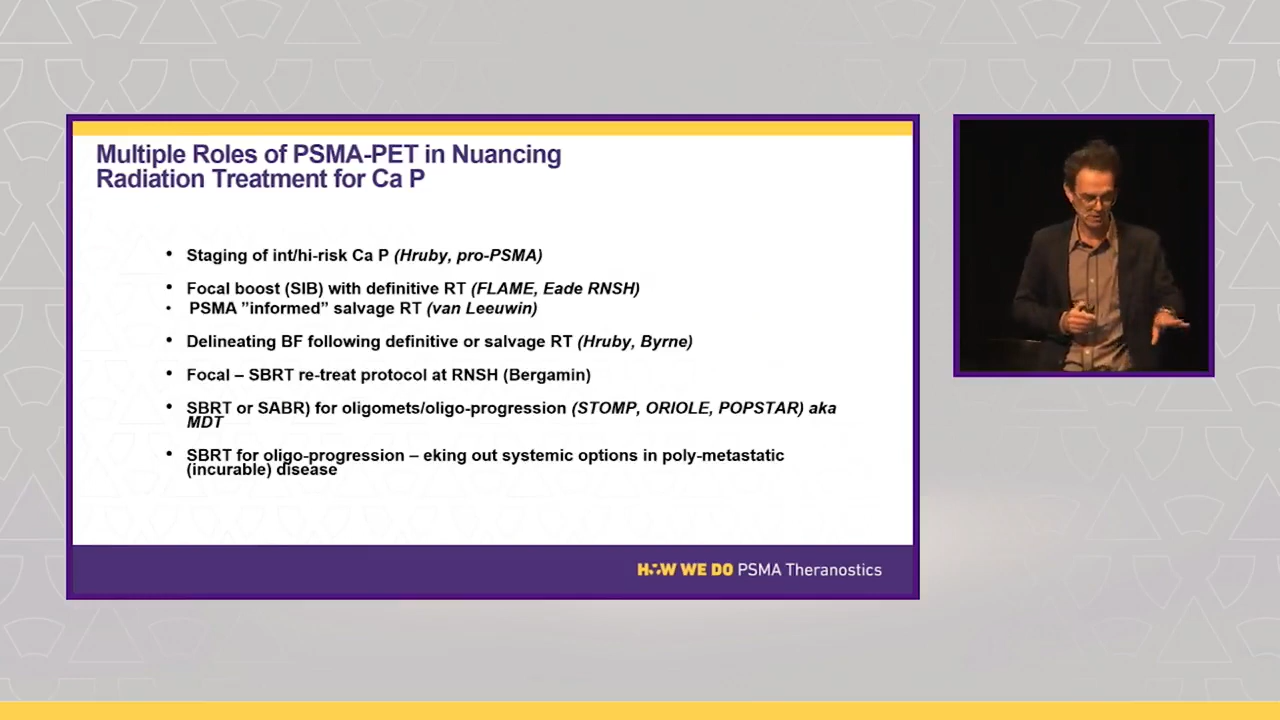 Multiple Roles of PSMA-PET in Nuancing
Radiation Treatment for Ca P
• Staging of int/hi-risk Ca P (Hruby, pro-PSMA)
• Focal boost (SIB) with definitive RT (FLAME, Eade RNSH)
• PSMA ”informed” salvage RT (van Leeuwin)
• Delineating BF following definitive or salvage RT (Hruby, Byrne)
• Focal – SBRT re-treat protocol at RNSH (Bergamin)
• SBRT or SABR) for oligomets/oligo-progression (STOMP, ORIOLE, POPSTAR) aka
MDT
• SBRT for oligo-progression – eking out systemic options in poly-metastatic
(incurable) disease
HOW WE DO PSMA Theranostics